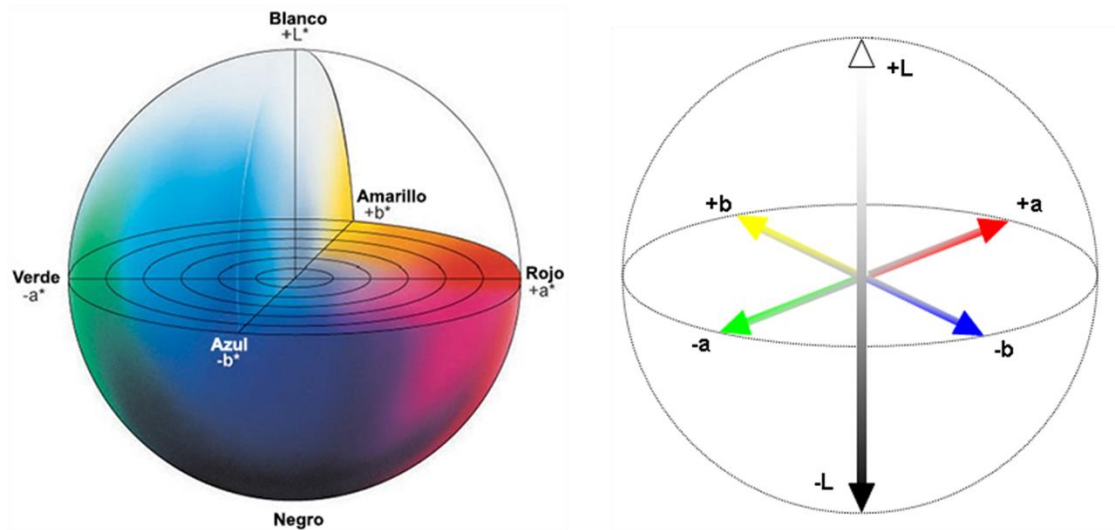 Blanco
+L*
Amarillo
+b*
Verde
-a*
Rojo
+a*
Azul
-b*
Negro
+L
+b
+a
-a
-b
-L